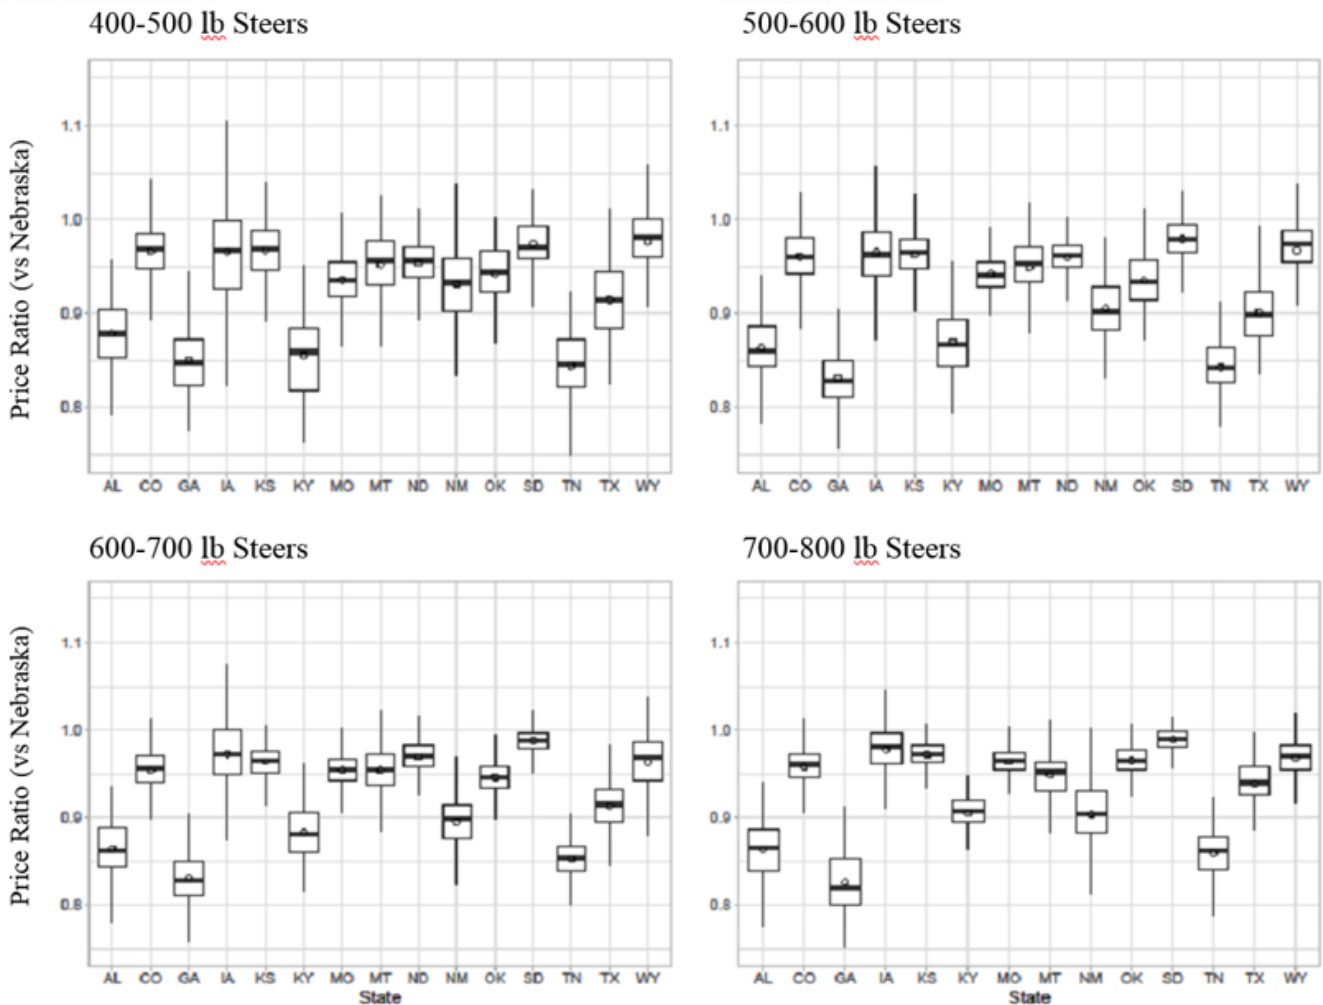 400-500 lb Steers
500-600 lb Steers
Price Ratio (vs Nebraska)
1.1
1.0
0.9
0.8
AL CO GA IA KS KY MO MT ND NM OK SD TN TX WY
1.1
1.0
0.9
0.8
AL CO GA IA KS KY MO MT ND NM OK SD TN TX WY
600-700 lb Steers
700-800 lb Steers
Price Ratio (vs Nebraska)
1.1
1.0
0.9
0.8
AL CO GA IA KS KY MO MT ND NM OK SD TN TX WY
State
1.1
1.0
0.9
0.8
AL CO GA IA KS KY MO MT NM OK SD TN TX WY
State